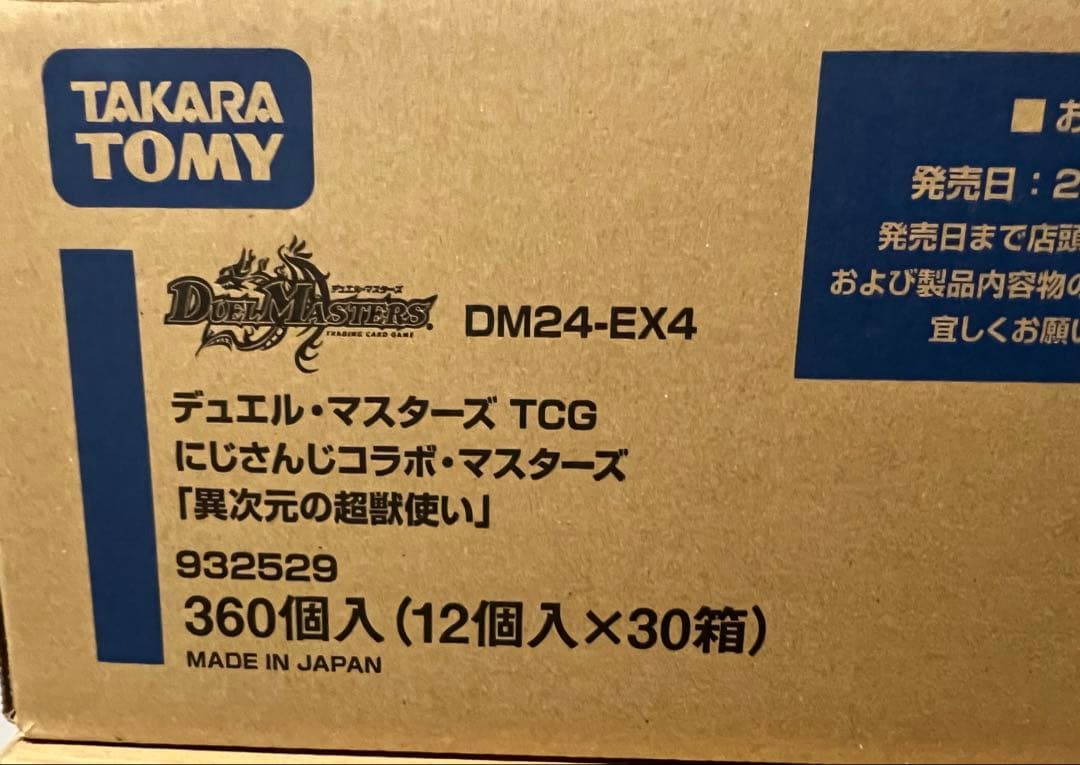 TAKARA
TOMY
デュエル・マスターズ
DUEL MASTERS
TRADING CARD GAME
DM24-EX4
デュエル・マスターズ TCG
にじさんじコラボ・マスターズ
「異次元の超獣使い」
932529
360個入（12個入×30箱）
MADE IN JAPAN
■お
発売日：2
発売日まで店頭
および製品内容物の
宜しくお願い